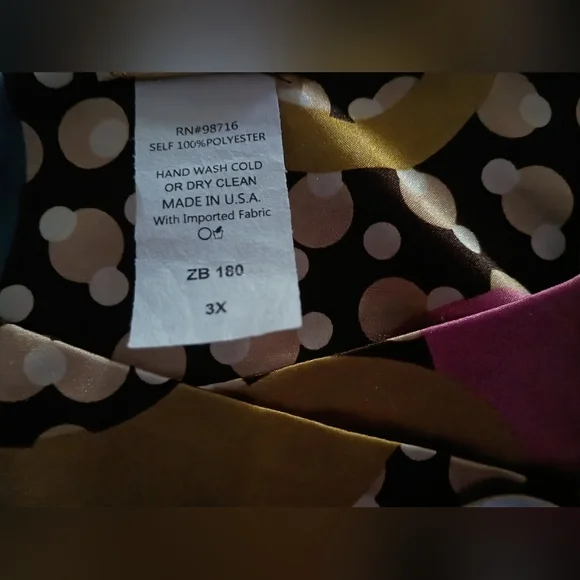 RN#98716
SELF 100%POLYESTER
HAND WASH COLD
OR DRY CLEAN
MADE IN U.S.A.
With Imported Fabric
ZB 180
3X